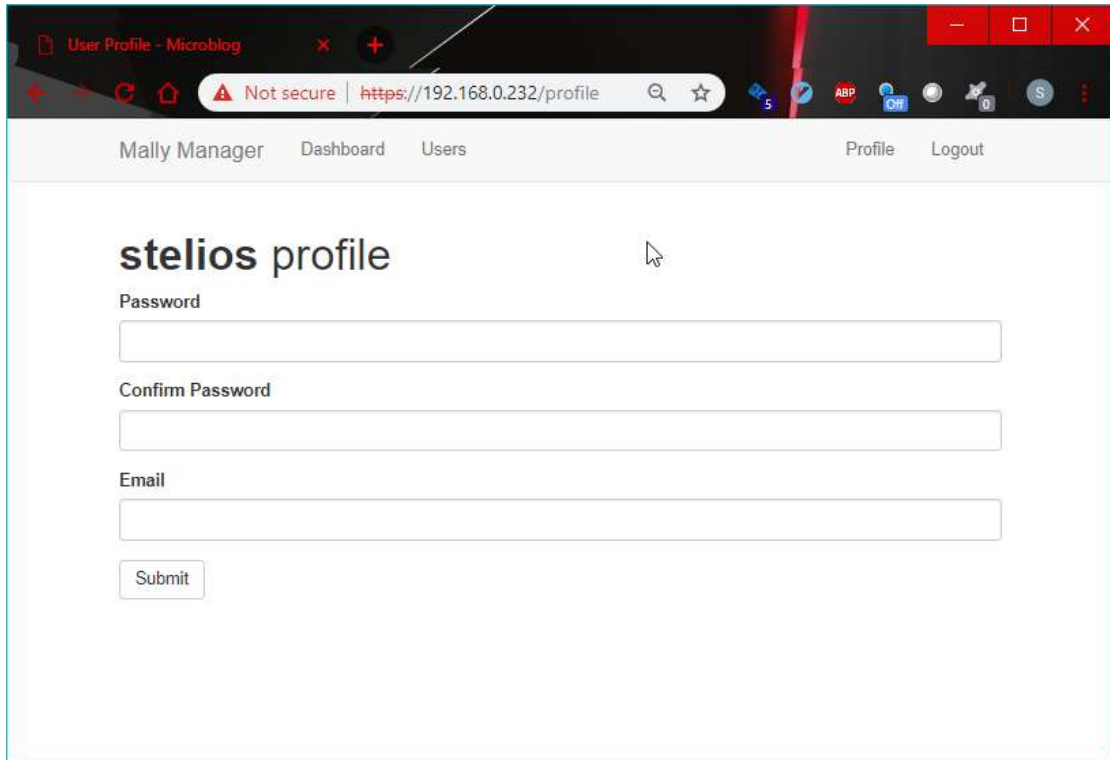 User Profile - Microblog
Not secure | https://192.168.0.232/profile
5 ABP Off 0 S
Mally Manager Dashboard Users Profile Logout
stelios profile
Password
Confirm Password
Email
Submit